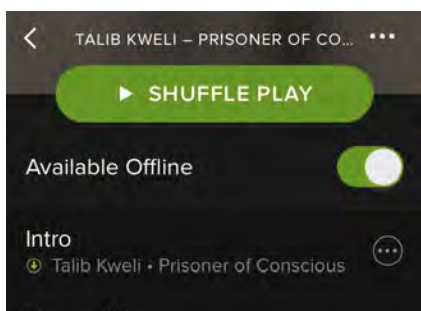 TALIB KWELI – PRISONER OF CO...
SHUFFLE PLAY
Available Offline
Intro
Talib Kweli • Prisoner of Conscious